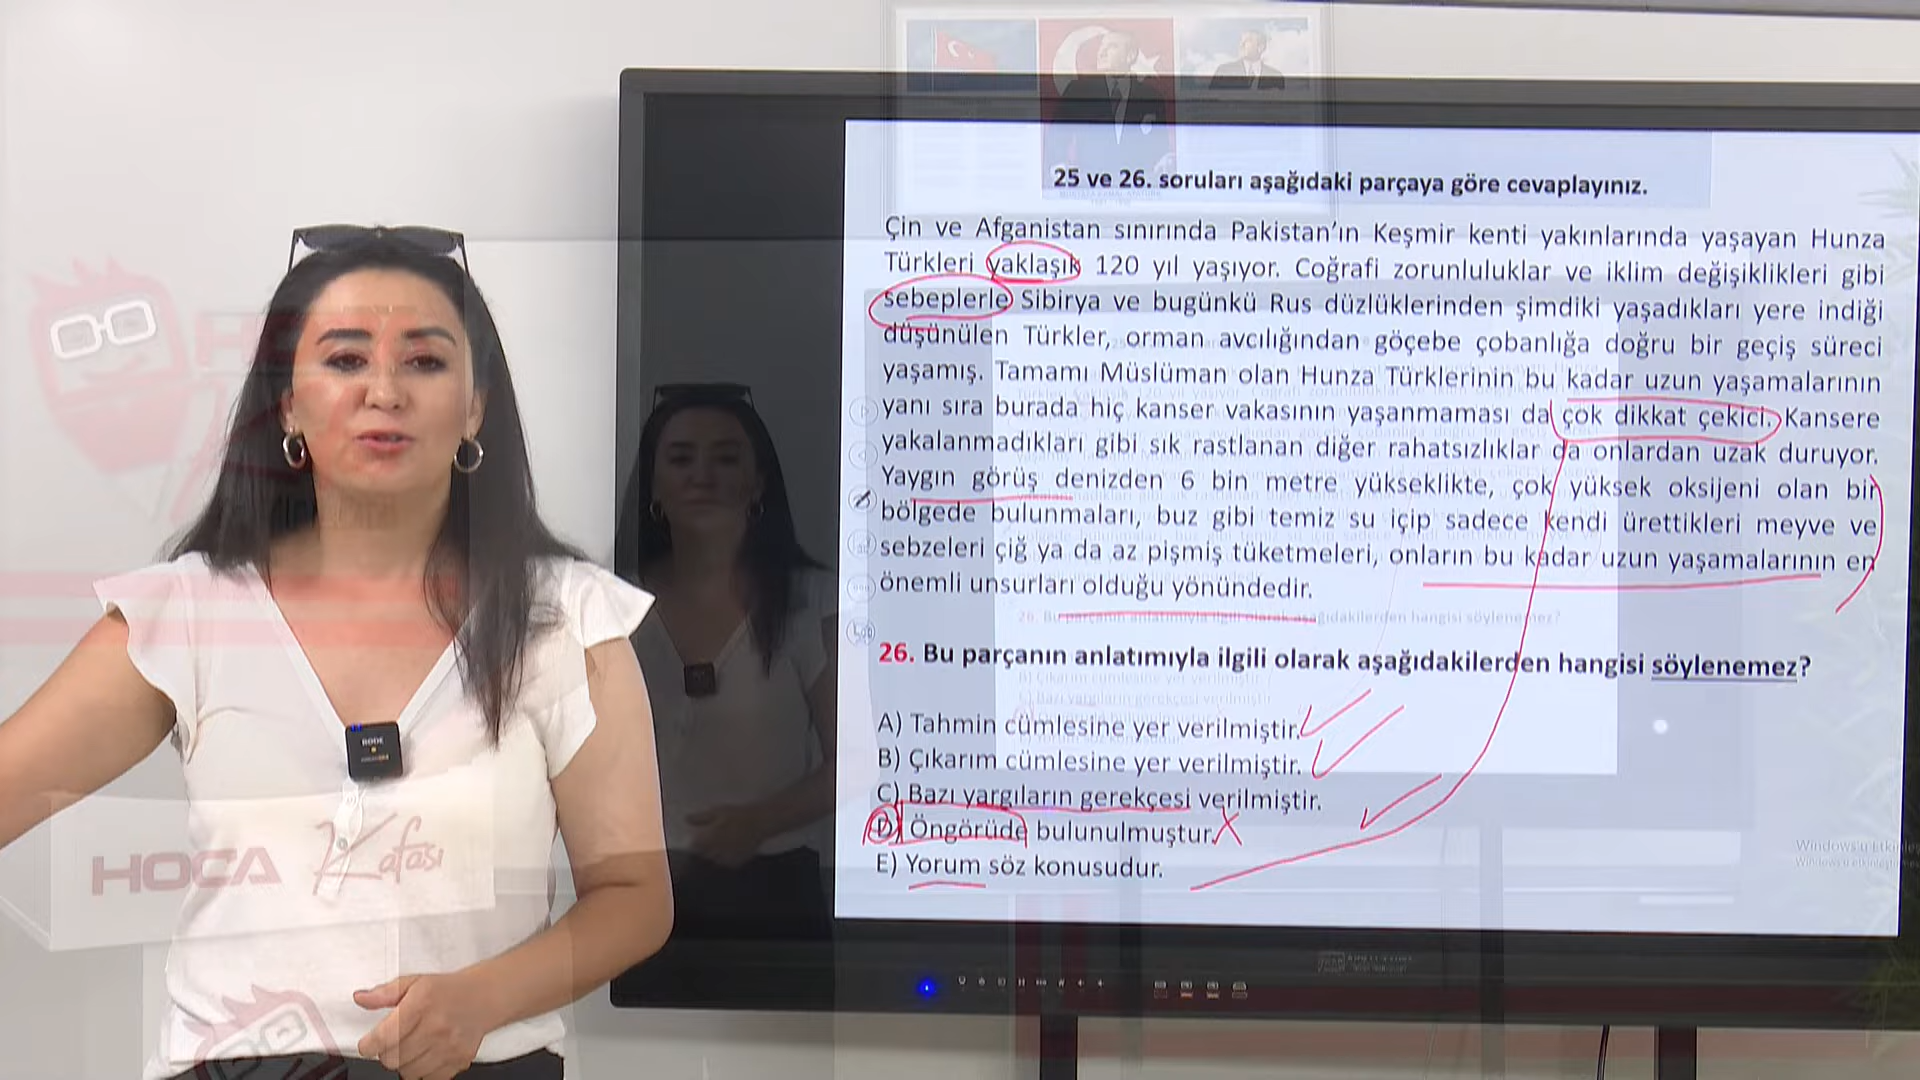 25 ve 26. soruları aşağıdaki parçaya göre cevaplayınız.
Çin ve Afganistan sınırında Pakistan'ın Keşmir kenti yakınlarında yaşayan Hunza
Türkleri yaklaşık 120 yıl yaşıyor. Coğrafi zorunluluklar ve iklim değişiklikleri gibi
sebeplerle Sibirya ve bugünkü Rus düzlüklerinden şimdiki yaşadıkları yere indiği
düşünülen Türkler, orman avcılığından göçebe çobanlığa doğru bir geçiş süreci
yaşamış. Tamamı Müslüman olan Hunza Türklerinin bu kadar uzun yaşamalarının
yanı sıra burada hiç kanser vakasının yaşanmaması da çok dikkat çekici. Kansere
yakalanmadıkları gibi sık rastlanan diğer rahatsızlıklar da onlardan uzak duruyor.
Yaygın görüş denizden 6 bin metre yükseklikte, çok yüksek oksijeni olan bir
bölgede bulunmaları, buz gibi temiz su içip sadece kendi ürettikleri meyve ve
sebzeleri çiğ ya da az pişmiş tüketmeleri, onların bu kadar uzun yaşamalarının en
önemli unsurları olduğu yönündedir.
26. Bu parçanın anlatımıyla ilgili olarak aşağıdakilerden hangisi söylenemez?
A) Tahmin cümlesine yer verilmiştir.
B) Çıkarım cümlesine yer verilmiştir.
C) Bazı yargıların gerekçesi verilmiştir.
D) Öngörüde bulunulmuştur.
E) Yorum söz konusudur.
RODE
HOCA Kafası